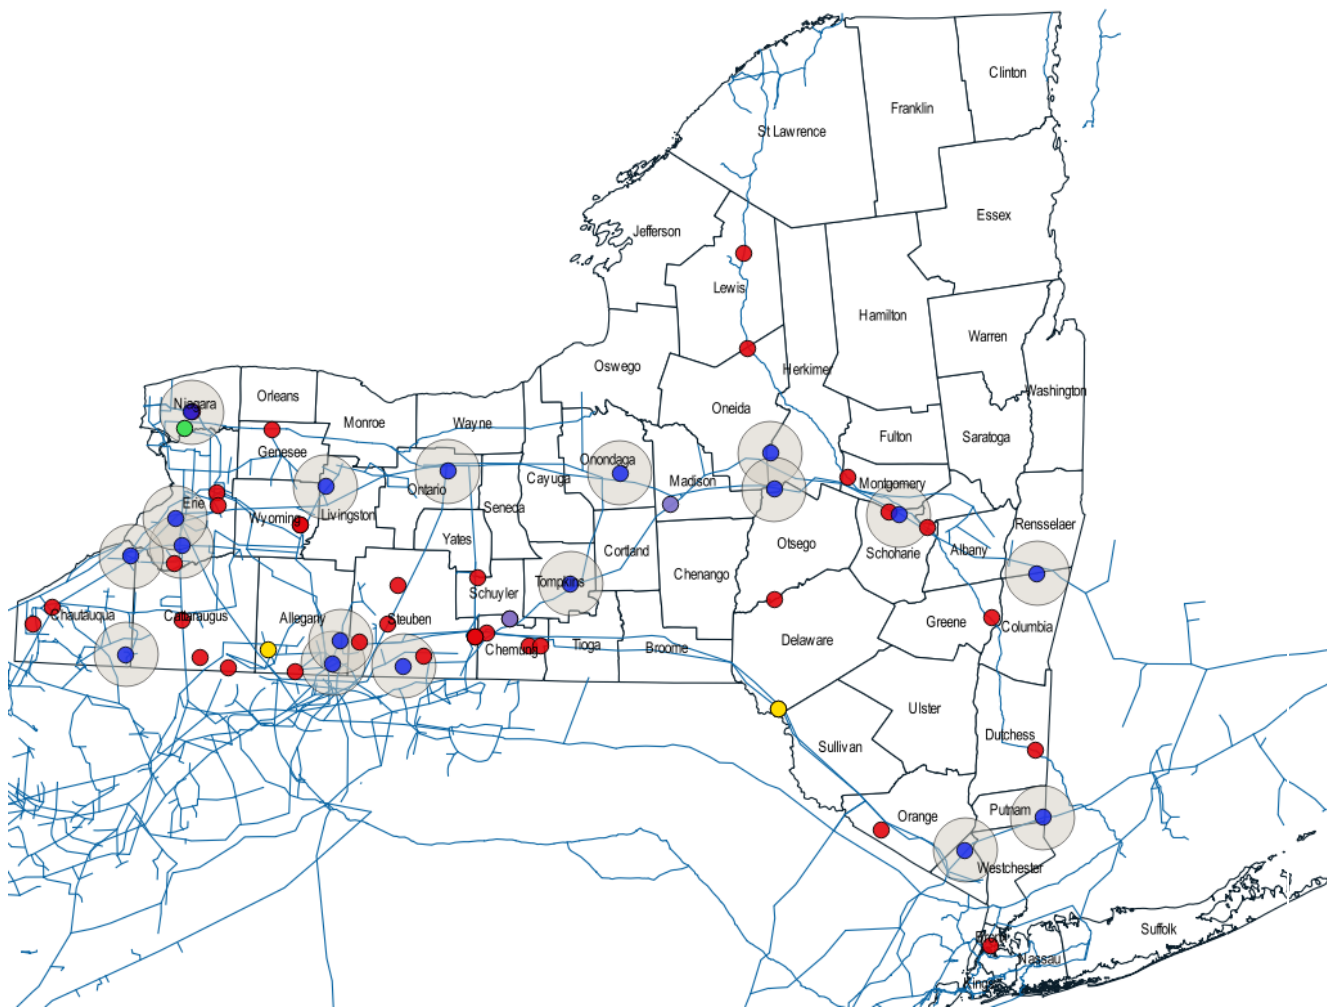 Clinton
Franklin
St Lawrence
Essex
Jefferson
Lewis
Hamilton
Warren
Oswego
Herkimer
Washington
Niagara
Orleans
Oneida
Monroe
Wayne
Fulton
Saratoga
Genesee
Onondaga
Cayuga
Madison
Montgomery
Ontario
Erie
Seneda
Wyoming
Livingston
Rensselaer
Yates
Otsego
Cortland
Schoharie
Albany
Chenango
Tompkins
Schuyler
Chautauqua
Cattaraugus
Allegany
Steuben
Greene
Columbia
Delaware
Chemung
Tioga
Broome
Ulster
Dutchess
Sullivan
Putnam
Orange
Westchester
Suffolk
Nassau